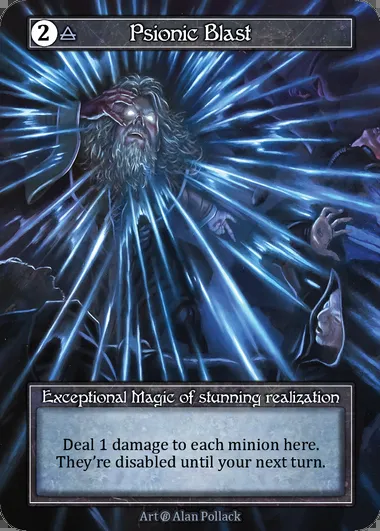 2 Psionic Blast
Exceptional Magic of stunning realization
Deal 1 damage to each minion here.
They're disabled until your next turn.
Art @ Alan Pollack